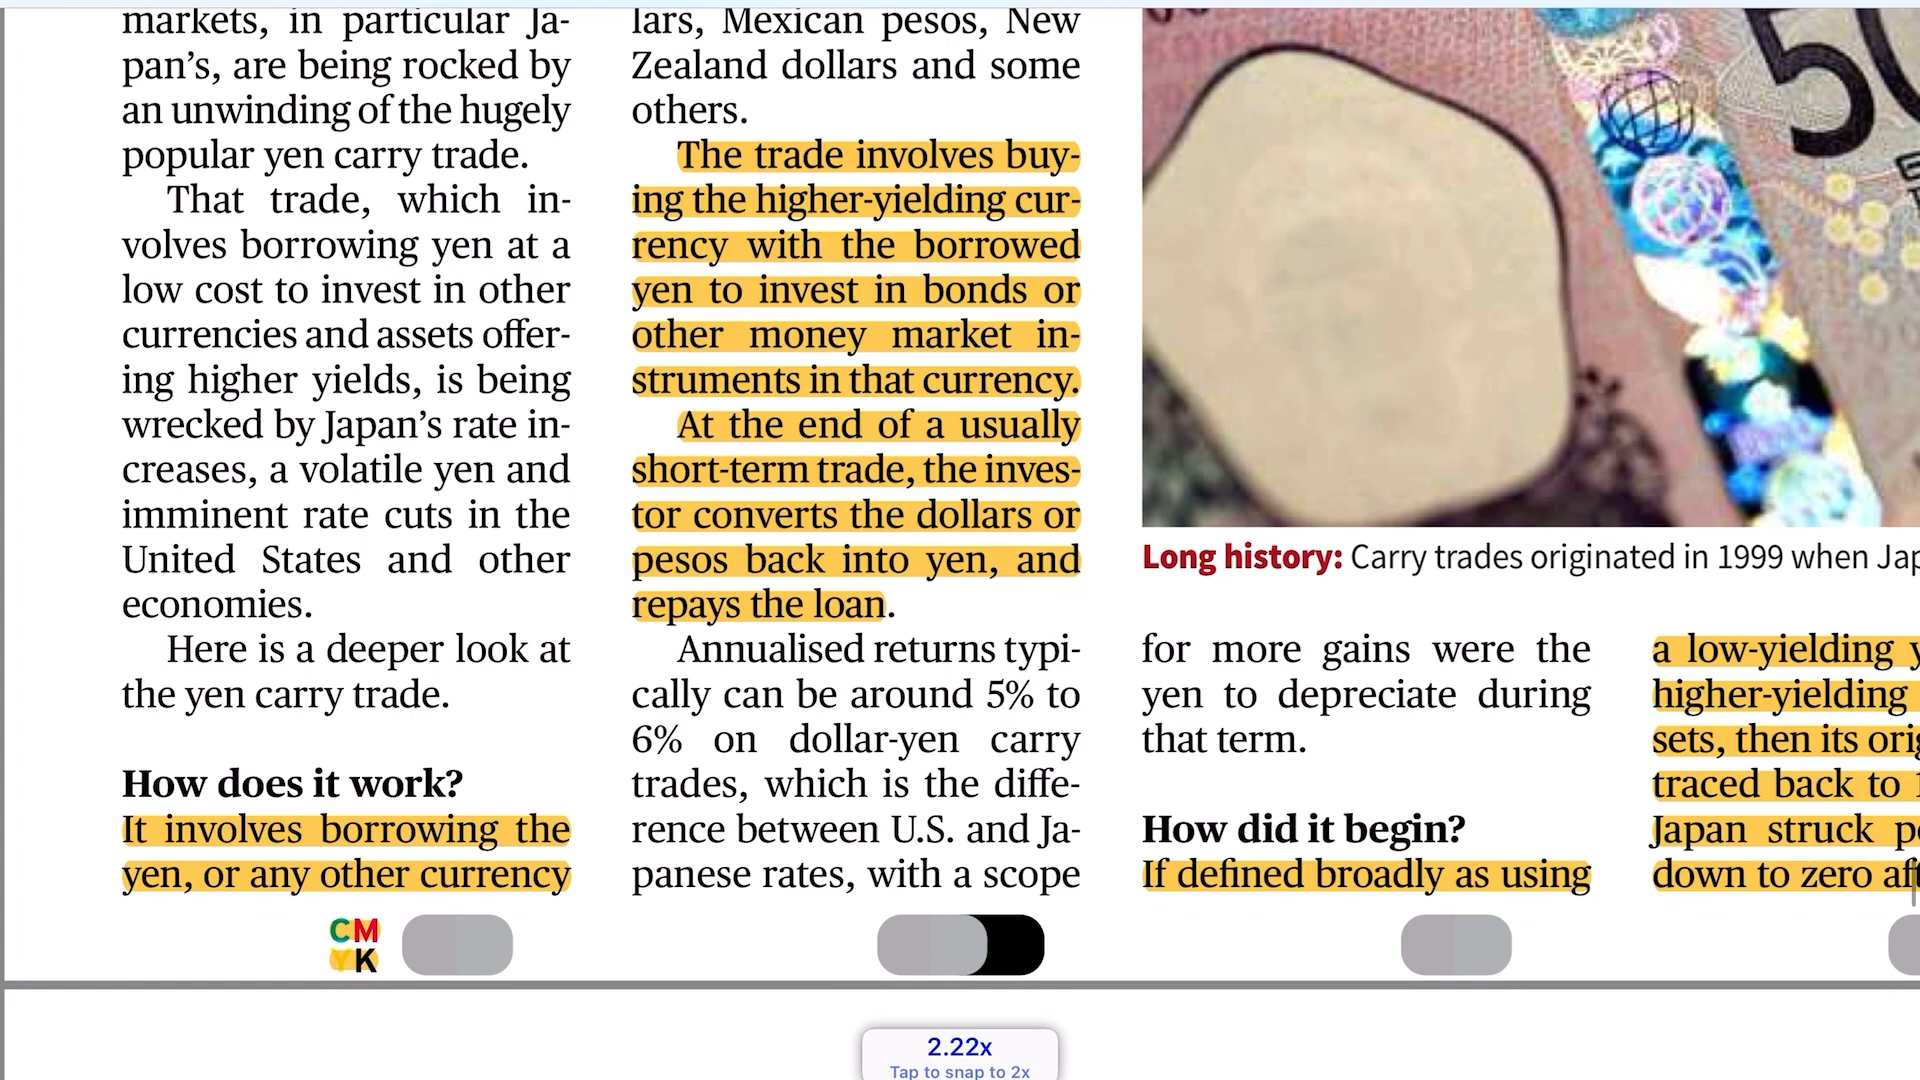 markets, in particular Ja-
pan’s, are being rocked by
an unwinding of the hugely
popular yen carry trade.
That trade, which in-
volves borrowing yen at a
low cost to invest in other
currencies and assets offer-
ing higher yields, is being
wrecked by Japan’s rate in-
creases, a volatile yen and
imminent rate cuts in the
United States and other
economies.
Here is a deeper look at
the yen carry trade.
How does it work?
It involves borrowing the
yen, or any other currency
lars, Mexican pesos, New
Zealand dollars and some
others.
The trade involves buy-
ing the higher-yielding cur-
rency with the borrowed
yen to invest in bonds or
other money market in-
struments in that currency.
At the end of a usually
short-term trade, the inves-
tor converts the dollars or
pesos back into yen, and
repays the loan.
Annualised returns typi-
cally can be around 5% to
6% on dollar-yen carry
trades, which is the diffe-
rence between U.S. and Ja-
panese rates, with a scope
Long history: Carry trades originated in 1999 when
for more gains were the
yen to depreciate during
that term.
How did it begin?
If defined broadly as using
a low-yielding
higher-yielding
sets, then its
traced back to
Japan struck
down to zero
CM
YK
2.22x
Tap to snap to 2x